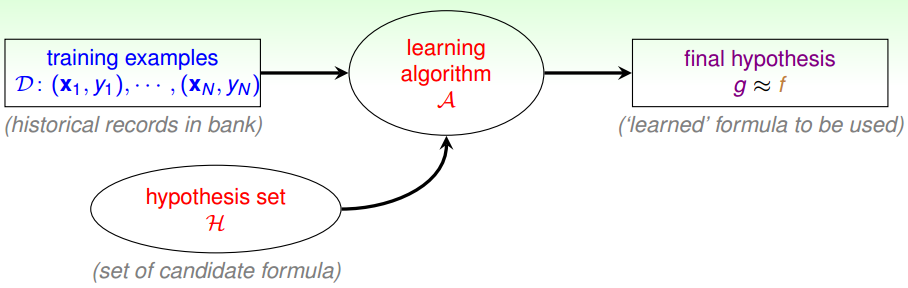 training examples
𝒟: (𝐱₁, y₁), ⋯ , (𝐱_N, y_N)
(historical records in bank)
learning
algorithm
𝒜
final hypothesis
g ≈ f
(‘learned’ formula to be used)
hypothesis set
ℋ
(set of candidate formula)